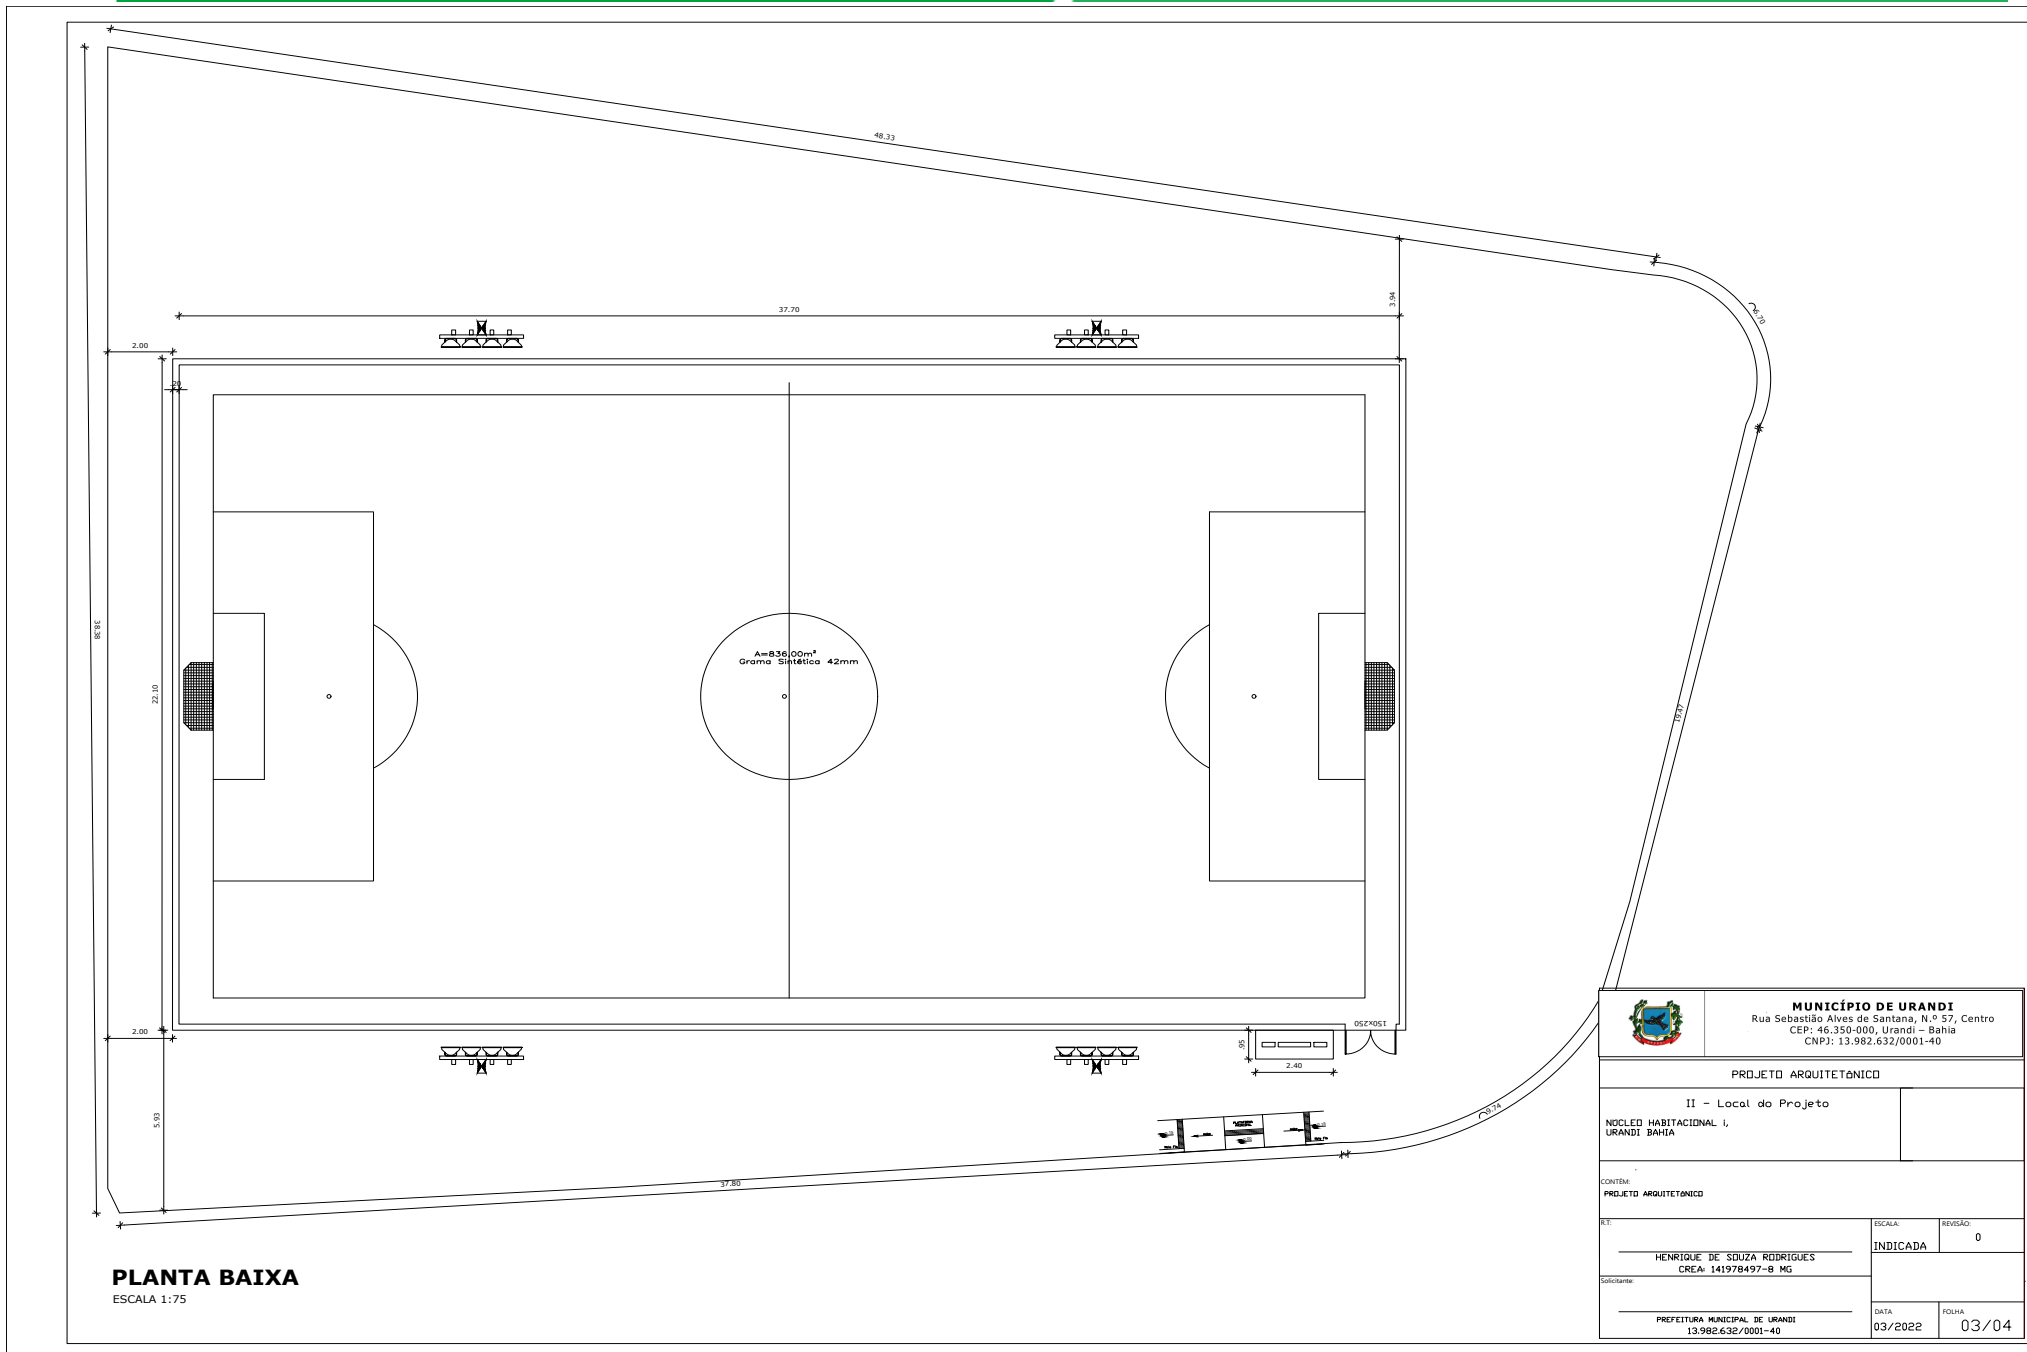 48.33
6.70
3.94
37.70
2.00
.20
38.38
22.10
A=836,00m²
Grama Sintética 42mm
19.47
150x250
.95
2.40
2.00
5.93
9.74
37.80
PLANTA BAIXA
ESCALA 1:75
MUNICÍPIO DE URANDI
Rua Sebastião Alves de Santana, N.º 57, Centro
CEP: 46.350-000, Urandi – Bahia
CNPJ: 13.982.632/0001-40
PROJETO ARQUITETÔNICO
II - Local do Projeto
NÚCLEO HABITACIONAL I,
URANDI BAHIA
CONTÉM:
PROJETO ARQUITETÔNICO
R.T:
HENRIQUE DE SOUZA RODRIGUES
CREA: 141978497-8 MG
ESCALA:
INDICADA
REVISÃO:
0
Solicitante:
PREFEITURA MUNICIPAL DE URANDI
13.982.632/0001-40
DATA
03/2022
FOLHA
03/04